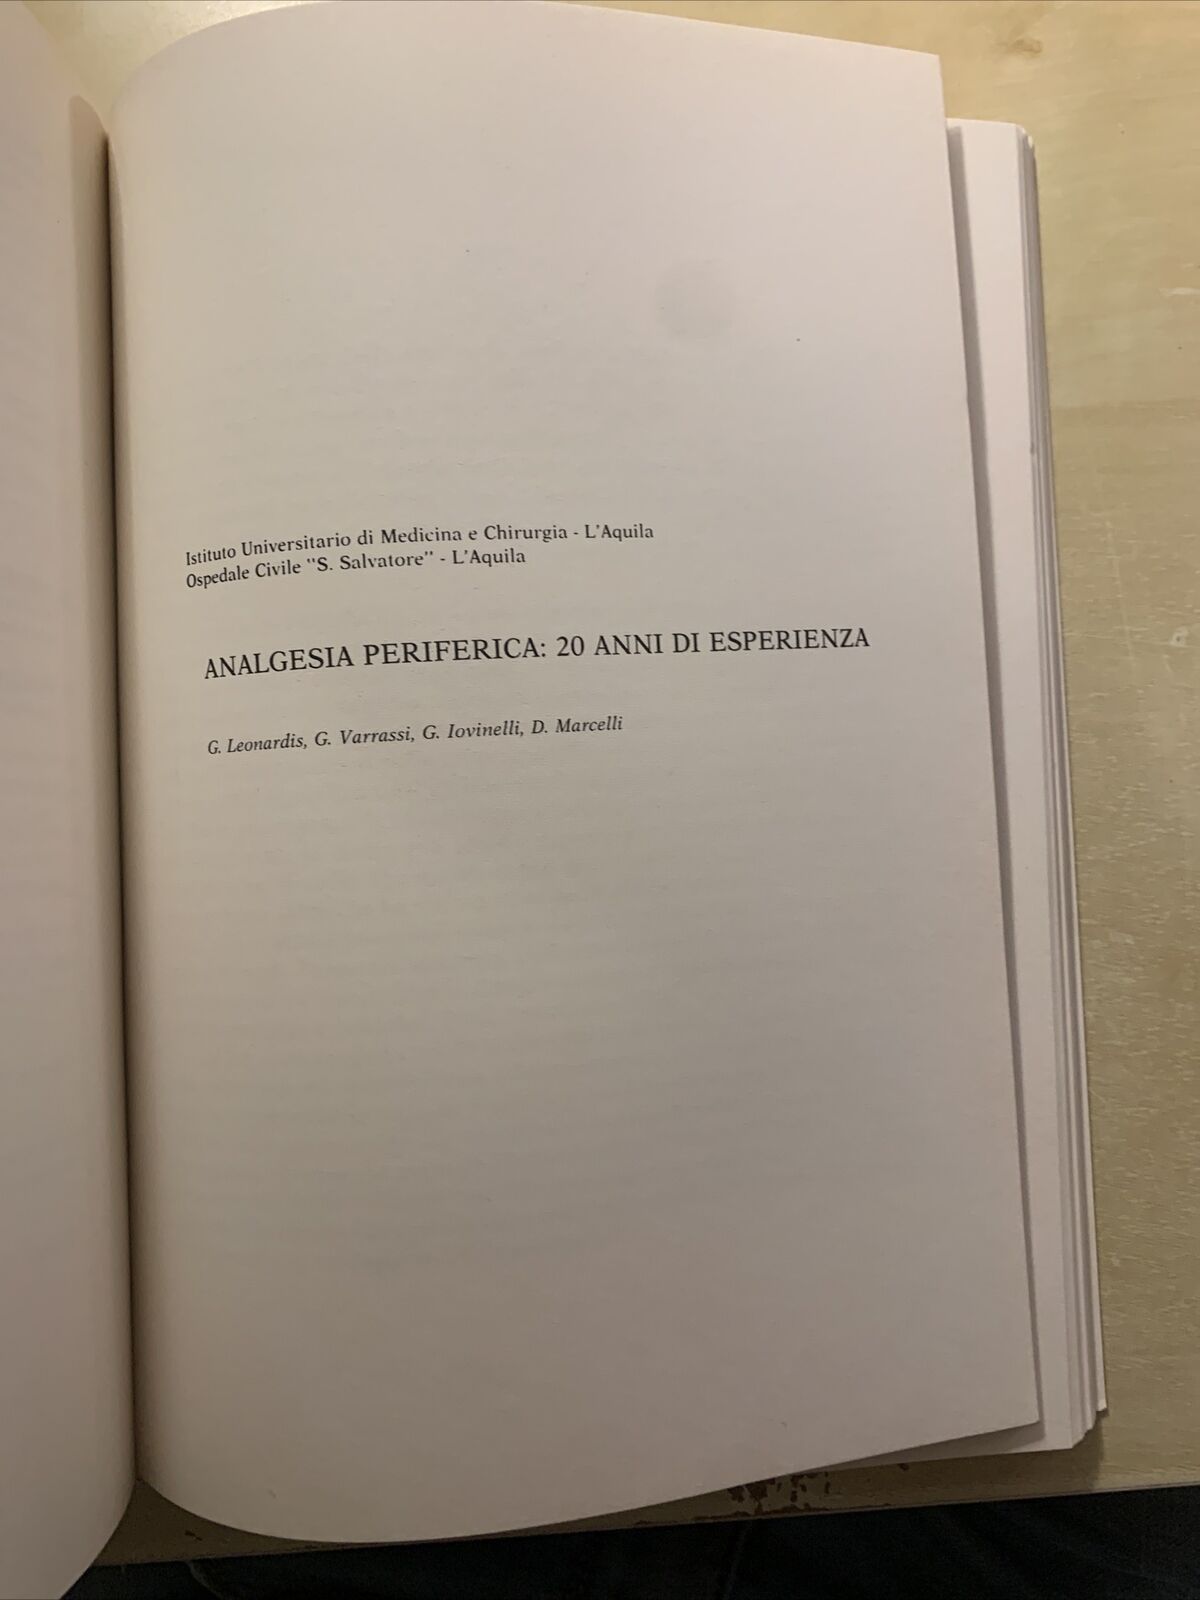 Istituto Universitario di Medicina e Chirurgia - L'Aquila
Ospedale Civile "S. Salvatore" - L'Aquila
ANALGESIA PERIFERICA: 20 ANNI DI ESPERIENZA
G. Leonardis, G. Varrassi, G. Iovinelli, D. Marcelli